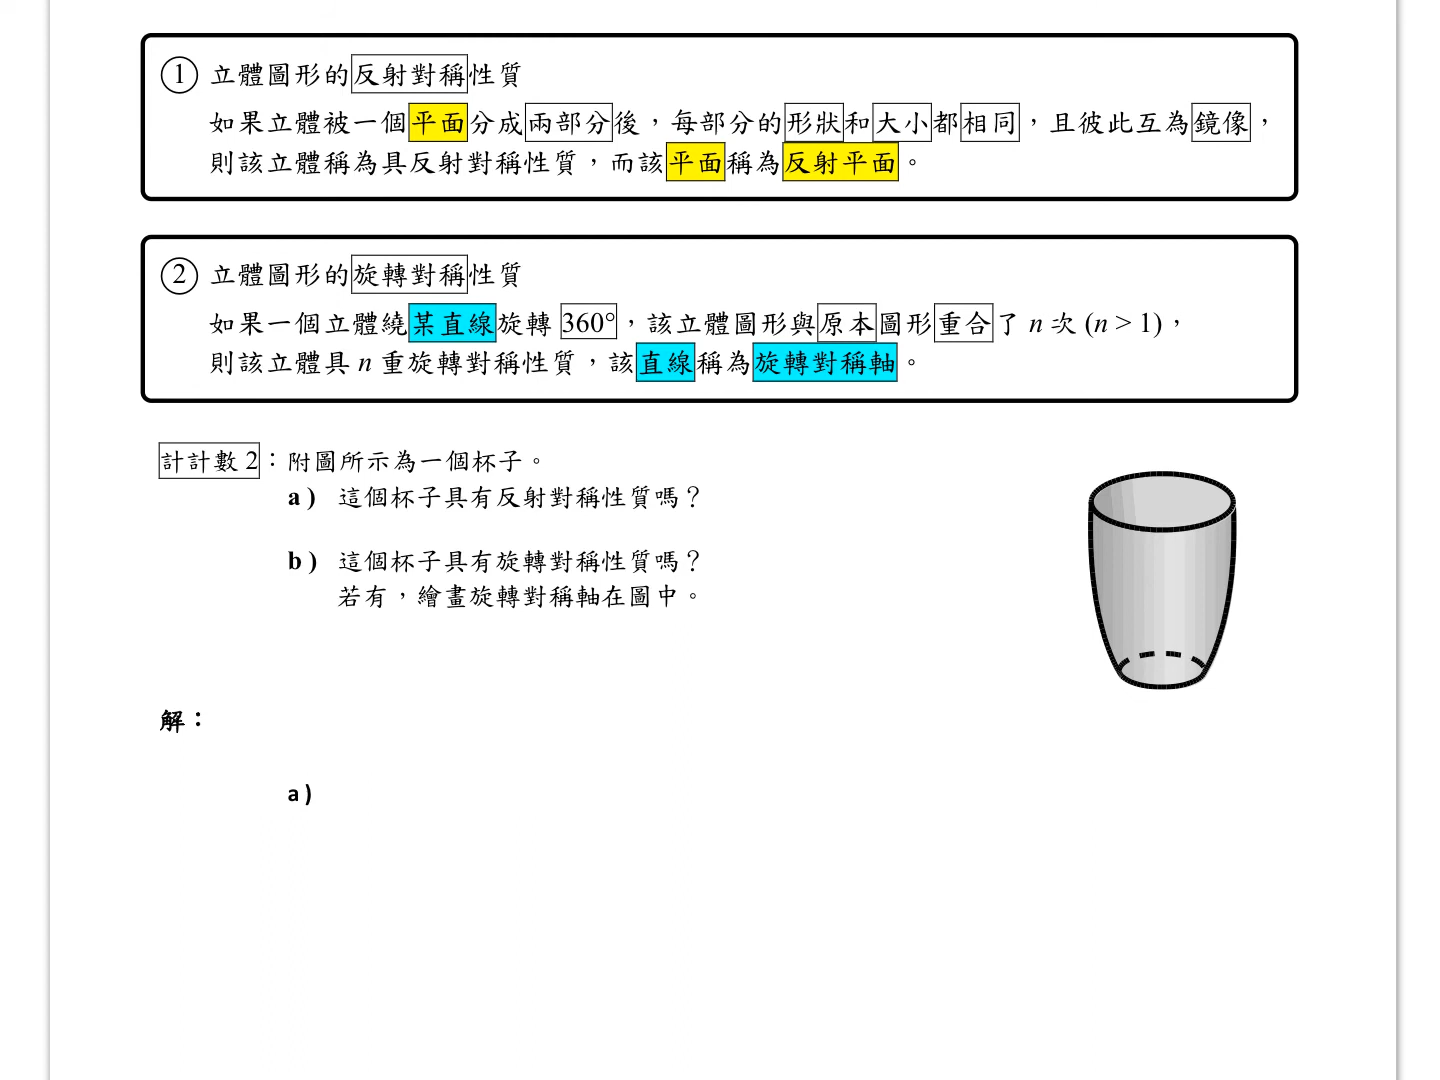 ① 立體圖形的反射對稱性質
如果立體被一個平面分成兩部分後，每部分的形狀和大小都相同，且彼此互為鏡像，
則該立體稱為具反射對稱性質，而該平面稱為反射平面。
② 立體圖形的旋轉對稱性質
如果一個立體繞某直線旋轉 360°，該立體圖形與原本圖形重合了 n 次 (n > 1)，
則該立體具 n 重旋轉對稱性質，該直線稱為旋轉對稱軸。
計計數 2：附圖所示為一個杯子。
a) 這個杯子具有反射對稱性質嗎？
b) 這個杯子具有旋轉對稱性質嗎？
若有，繪畫旋轉對稱軸在圖中。
解：
a)